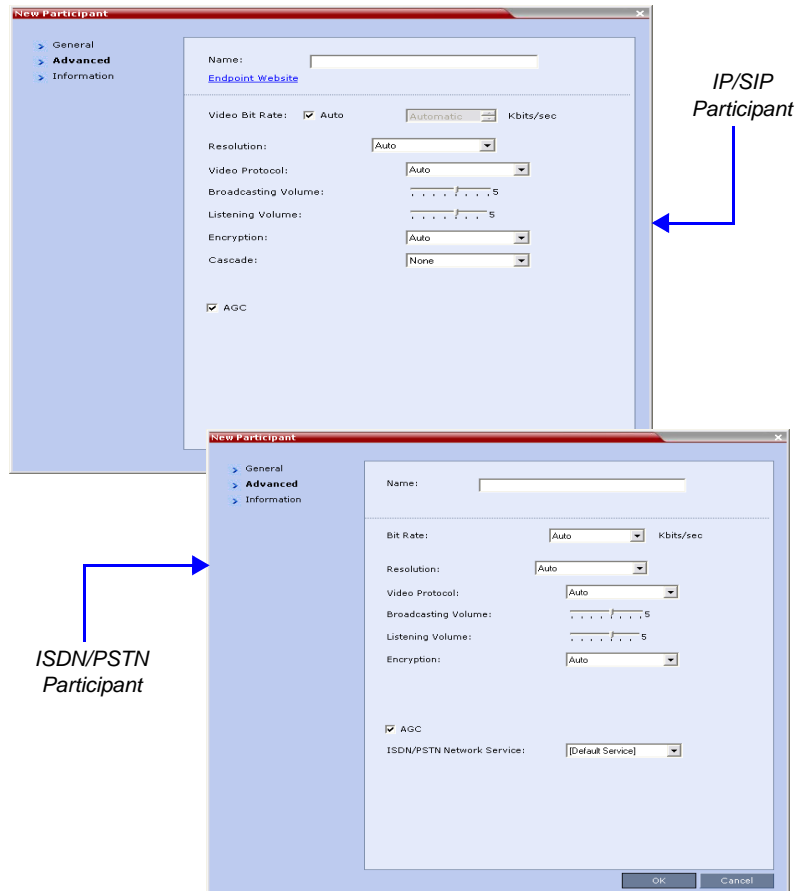 New Participant
General
Advanced
Information
Name:
Endpoint Website
Video Bit Rate: Auto Automatic Kbits/sec
Resolution: Auto
Video Protocol: Auto
Broadcasting Volume: 5
Listening Volume: 5
Encryption: Auto
Cascade: None
AGC
IP/SIP
Participant
New Participant
General
Advanced
Information
Name:
Bit Rate: Auto Kbits/sec
Resolution: Auto
Video Protocol: Auto
Broadcasting Volume: 5
Listening Volume: 5
Encryption: Auto
AGC
ISDN/PSTN Network Service: [Default Service]
OK Cancel
ISDN/PSTN
Participant